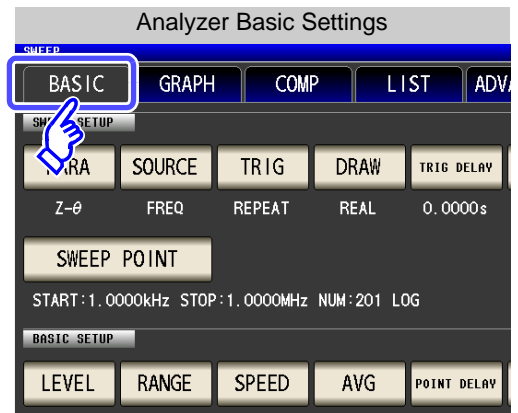 Analyzer Basic Settings
SWEEP
BASIC GRAPH COMP LIST
SETUP
SOURCE TRIG DRAW TRIG DELAY
Z-θ FREQ REPEAT REAL 0.0000s
SWEEP POINT
START:1.0000kHz STOP:1.0000MHz NUM:201 LOG
BASIC SETUP
LEVEL RANGE SPEED AVG POINT DELAY